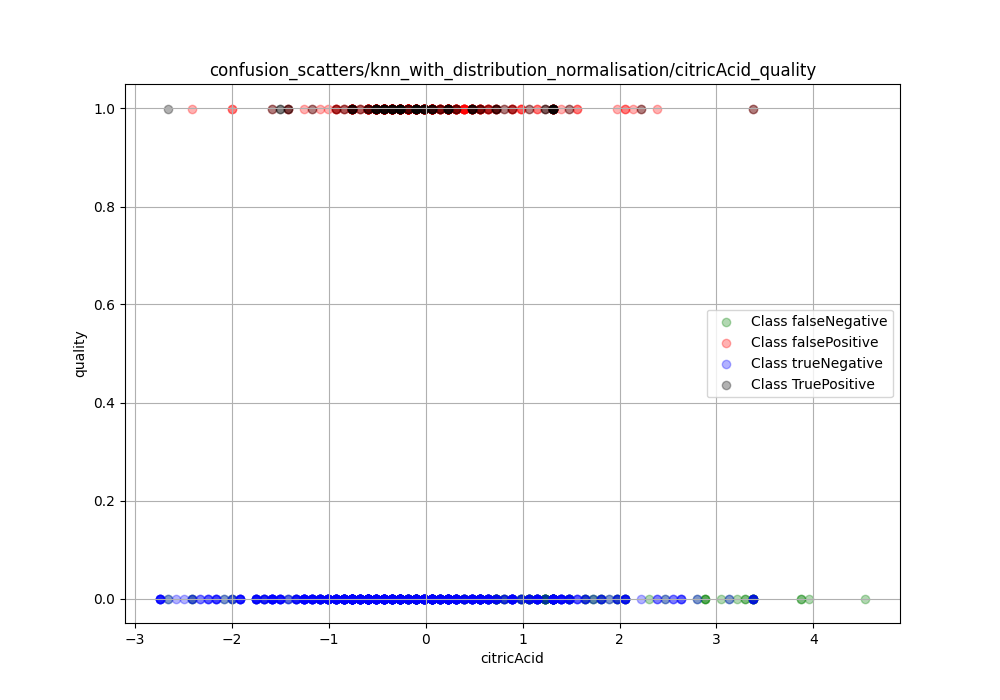 confusion_scatters/knn_with_distribution_normalisation/citricAcid_quality
1.0
0.8
0.6
0.4
0.2
0.0
quality
Class falseNegative
Class falsePositive
Class trueNegative
Class TruePositive
−3 −2 −1 0 1 2 3 4
citricAcid